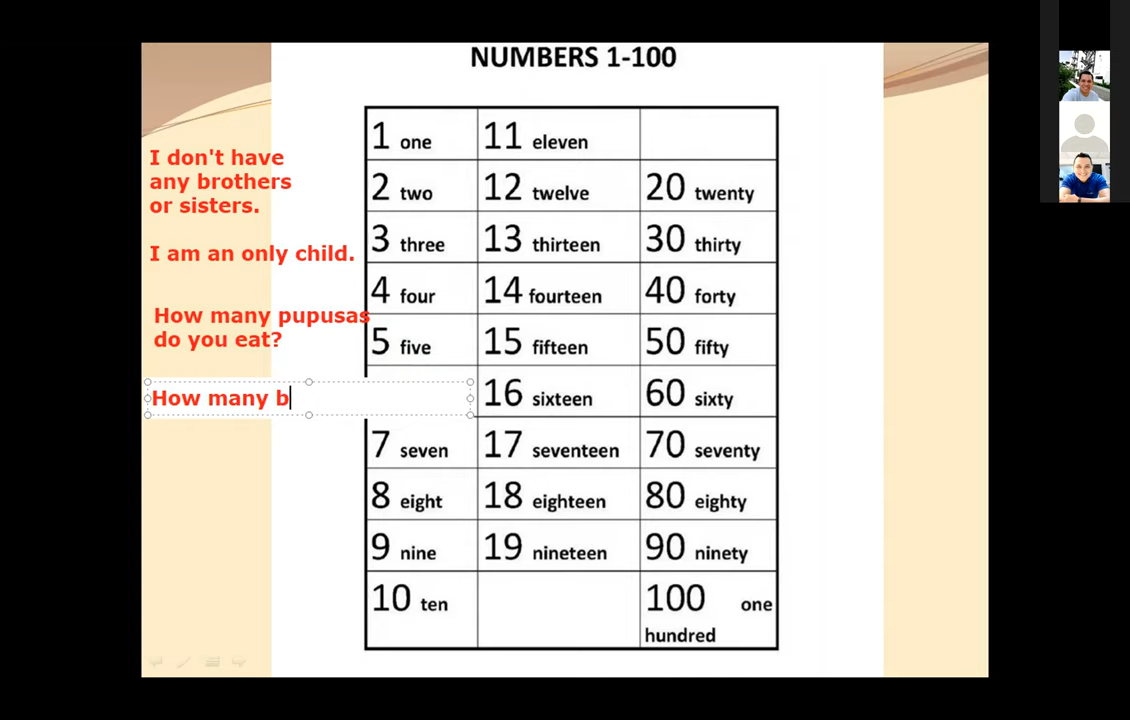 NUMBERS 1-100
I don't have
any brothers
or sisters.
I am an only child.
How many pupusas
do you eat?
How many b
1 one 11 eleven
2 two 12 twelve 20 twenty
3 three 13 thirteen 30 thirty
4 four 14 fourteen 40 forty
5 five 15 fifteen 50 fifty
16 sixteen 60 sixty
7 seven 17 seventeen 70 seventy
8 eight 18 eighteen 80 eighty
9 nine 19 nineteen 90 ninety
10 ten 100 one
hundred